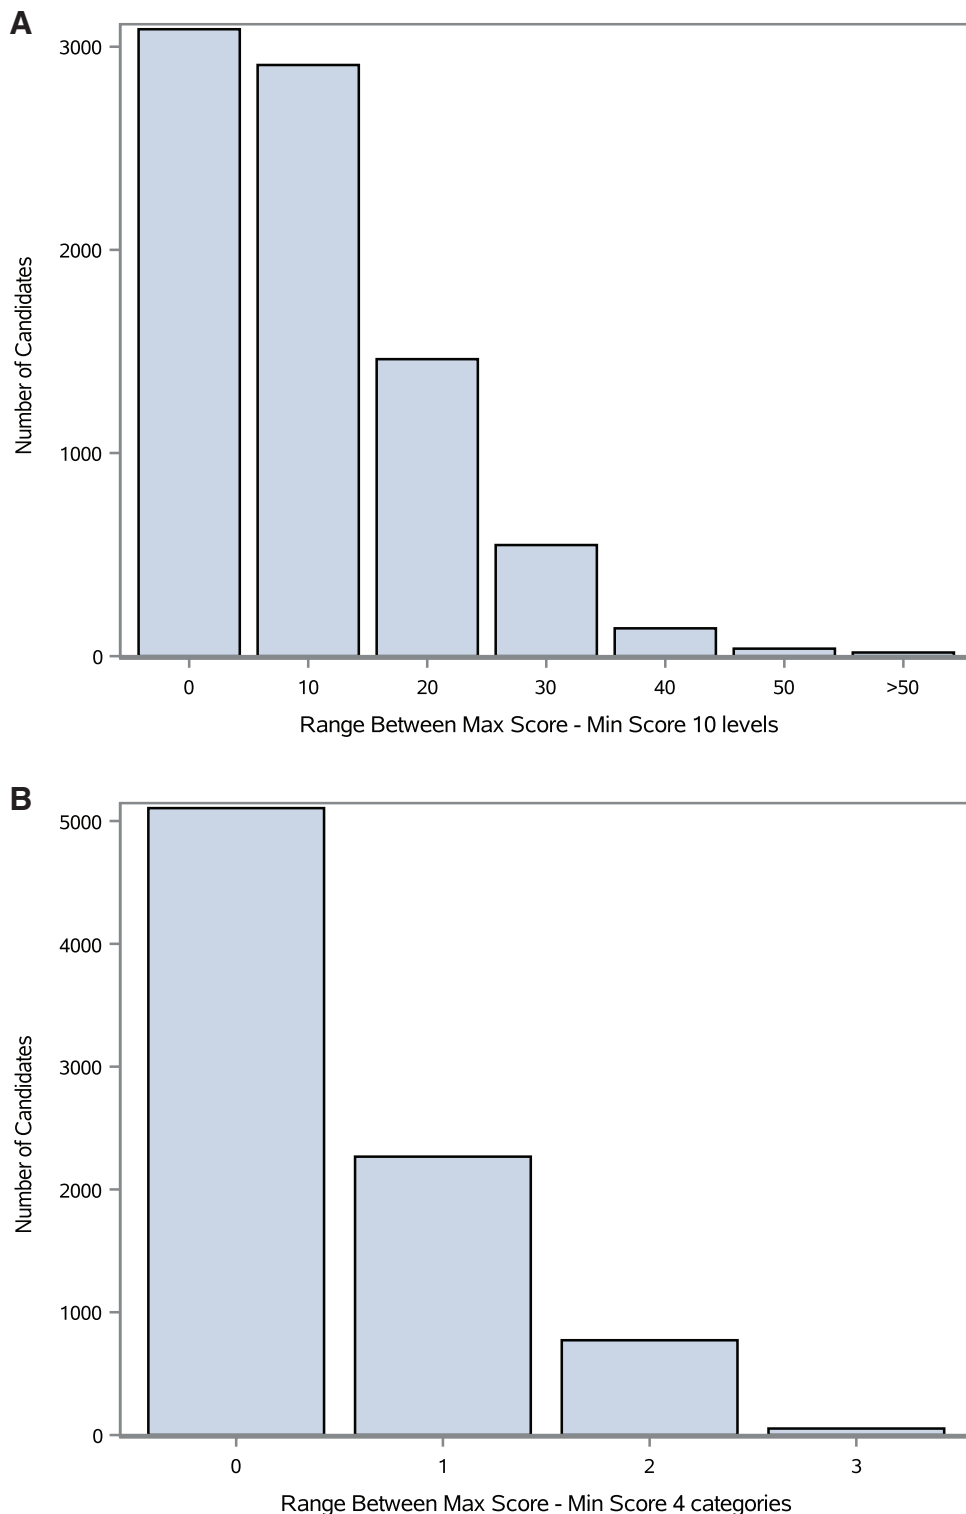 A
3000
2000
1000
0
Number of Candidates
0 10 20 30 40 50 >50
Range Between Max Score - Min Score 10 levels
B
5000
4000
3000
2000
1000
0
Number of Candidates
0 1 2 3
Range Between Max Score - Min Score 4 categories